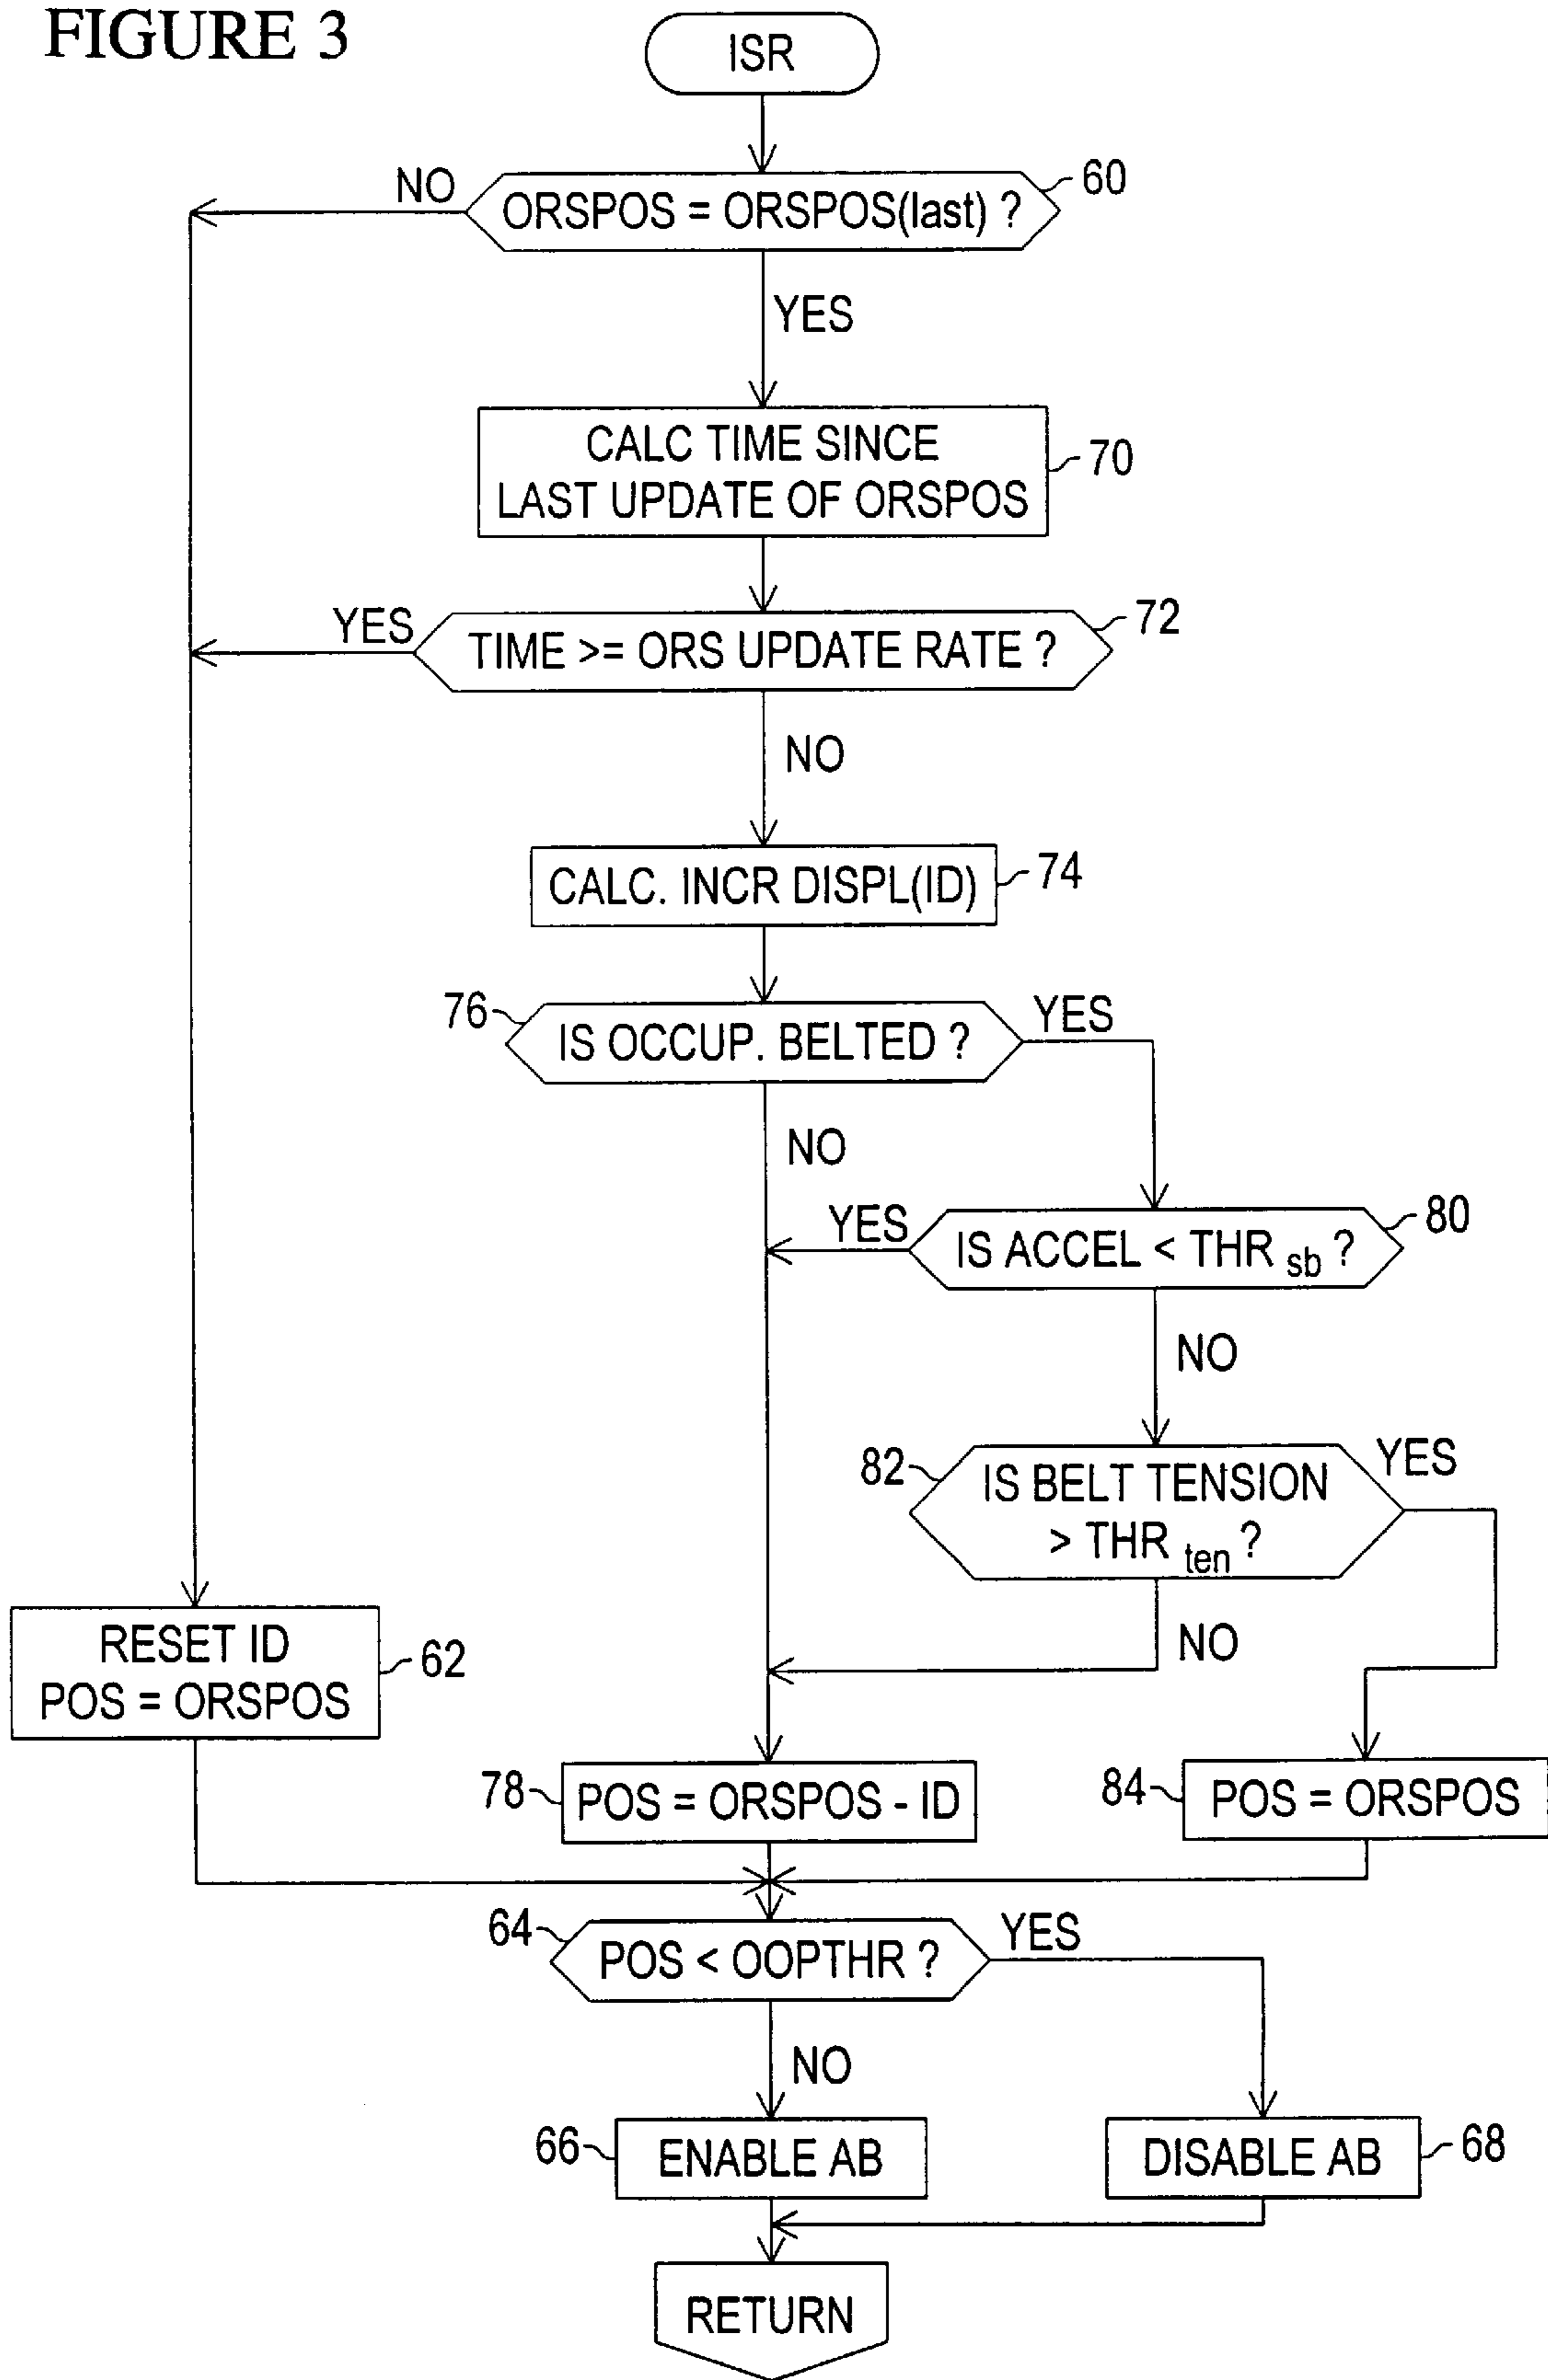 FIGURE 3
ISR
NO
ORSPOS = ORSPOS(last) ?
60
YES
CALC TIME SINCE
LAST UPDATE OF ORSPOS
70
YES
TIME >= ORS UPDATE RATE ?
72
NO
CALC. INCR DISPL(ID)
74
76
IS OCCUP. BELTED ?
YES
NO
YES
IS ACCEL < THR sb ?
80
NO
82
IS BELT TENSION
> THR ten ?
YES
NO
RESET ID
POS = ORSPOS
62
78
POS = ORSPOS - ID
84
POS = ORSPOS
64
POS < OOPTHR ?
YES
NO
66
ENABLE AB
DISABLE AB
68
RETURN